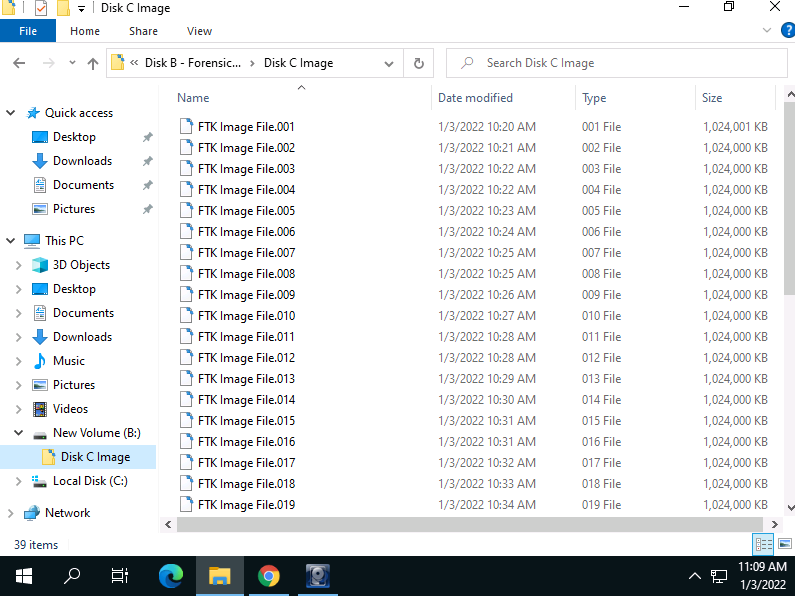 Disk C Image
File Home Share View
« Disk B - Forensic... > Disk C Image
Search Disk C Image
Name Date modified Type Size
Quick access
Desktop
Downloads
Documents
Pictures
This PC
3D Objects
Desktop
Documents
Downloads
Music
Pictures
Videos
New Volume (B:)
Disk C Image
Local Disk (C:)
Network
FTK Image File.001 1/3/2022 10:20 AM 001 File 1,024,001 KB
FTK Image File.002 1/3/2022 10:21 AM 002 File 1,024,000 KB
FTK Image File.003 1/3/2022 10:22 AM 003 File 1,024,000 KB
FTK Image File.004 1/3/2022 10:22 AM 004 File 1,024,000 KB
FTK Image File.005 1/3/2022 10:23 AM 005 File 1,024,000 KB
FTK Image File.006 1/3/2022 10:24 AM 006 File 1,024,000 KB
FTK Image File.007 1/3/2022 10:25 AM 007 File 1,024,000 KB
FTK Image File.008 1/3/2022 10:25 AM 008 File 1,024,000 KB
FTK Image File.009 1/3/2022 10:26 AM 009 File 1,024,000 KB
FTK Image File.010 1/3/2022 10:27 AM 010 File 1,024,000 KB
FTK Image File.011 1/3/2022 10:28 AM 011 File 1,024,000 KB
FTK Image File.012 1/3/2022 10:28 AM 012 File 1,024,000 KB
FTK Image File.013 1/3/2022 10:29 AM 013 File 1,024,000 KB
FTK Image File.014 1/3/2022 10:30 AM 014 File 1,024,000 KB
FTK Image File.015 1/3/2022 10:31 AM 015 File 1,024,000 KB
FTK Image File.016 1/3/2022 10:31 AM 016 File 1,024,000 KB
FTK Image File.017 1/3/2022 10:32 AM 017 File 1,024,000 KB
FTK Image File.018 1/3/2022 10:33 AM 018 File 1,024,000 KB
FTK Image File.019 1/3/2022 10:34 AM 019 File 1,024,000 KB
39 items
11:09 AM
1/3/2022